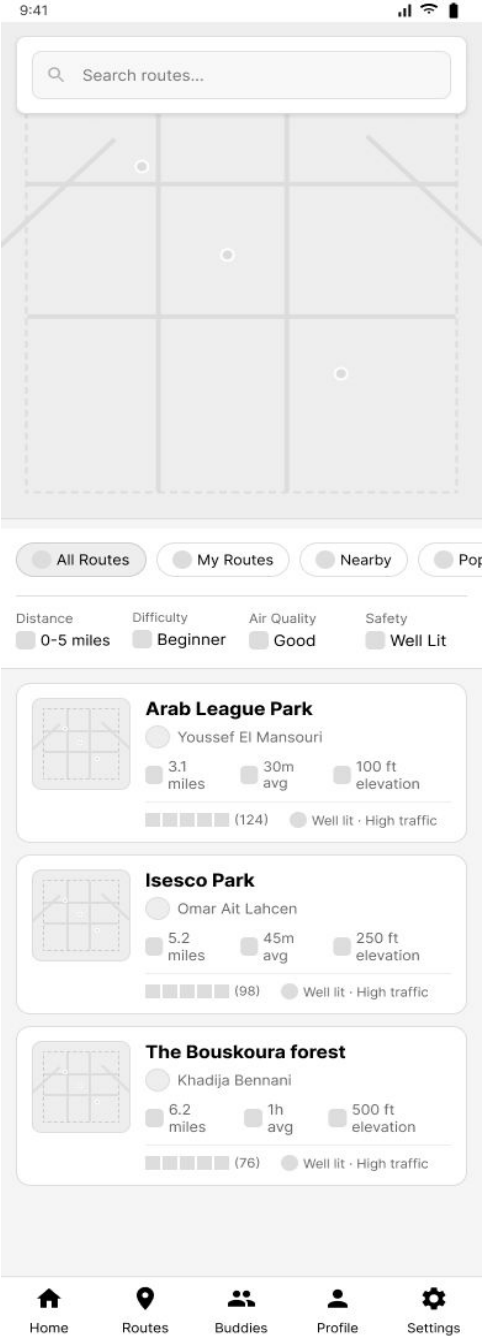 9:41
Search routes...
All Routes My Routes Nearby Pop
Distance Difficulty Air Quality Safety
0-5 miles Beginner Good Well Lit
Arab League Park
Youssef El Mansouri
3.1 miles 30m avg 100 ft elevation
(124) Well lit · High traffic
Isesco Park
Omar Ait Lahcen
5.2 miles 45m avg 250 ft elevation
(98) Well lit · High traffic
The Bouskoura forest
Khadija Bennani
6.2 miles 1h avg 500 ft elevation
(76) Well lit · High traffic
Home Routes Buddies Profile Settings